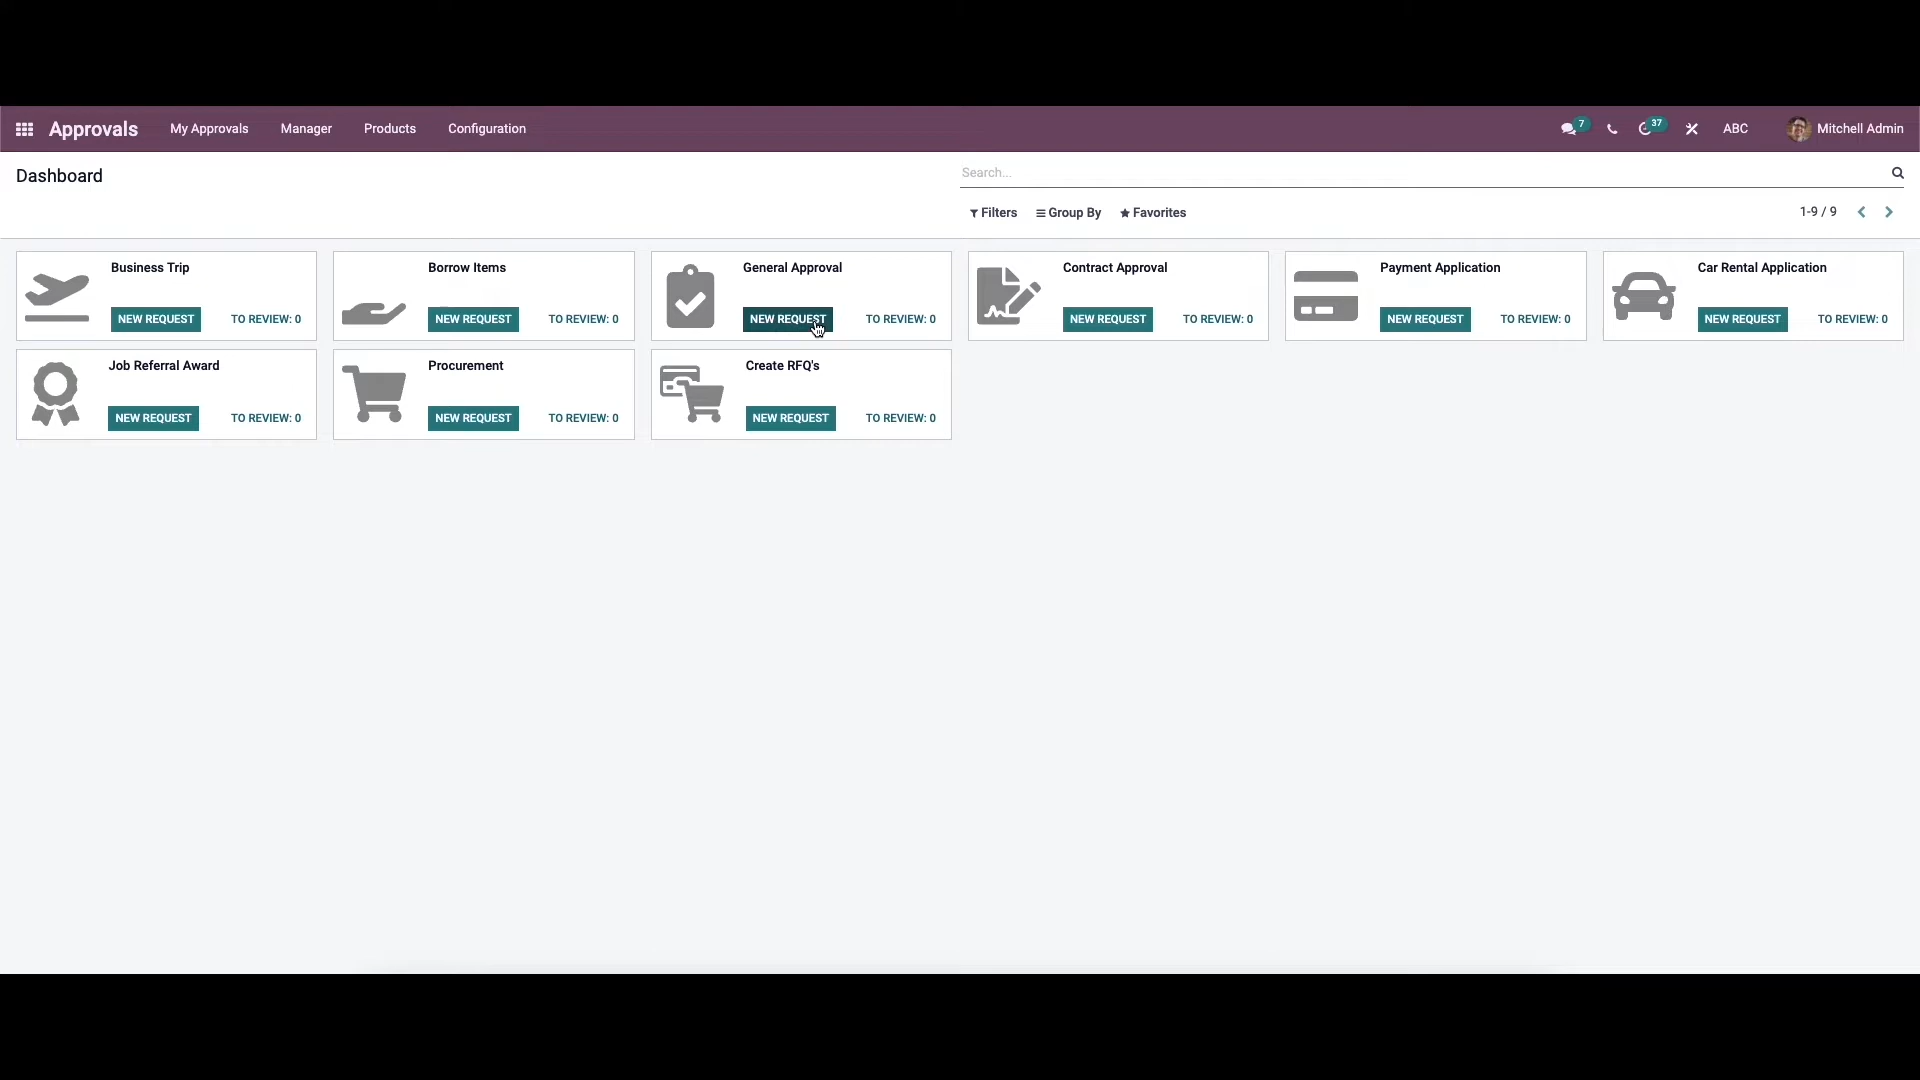 Approvals My Approvals Manager Products Configuration 7 37 ABC Mitchell Admin
Dashboard
Search...
Filters Group By Favorites 1-9 / 9
Business Trip
NEW REQUEST TO REVIEW: 0
Borrow Items
NEW REQUEST TO REVIEW: 0
General Approval
NEW REQUEST TO REVIEW: 0
Contract Approval
NEW REQUEST TO REVIEW: 0
Payment Application
NEW REQUEST TO REVIEW: 0
Car Rental Application
NEW REQUEST TO REVIEW: 0
Job Referral Award
NEW REQUEST TO REVIEW: 0
Procurement
NEW REQUEST TO REVIEW: 0
Create RFQ's
NEW REQUEST TO REVIEW: 0